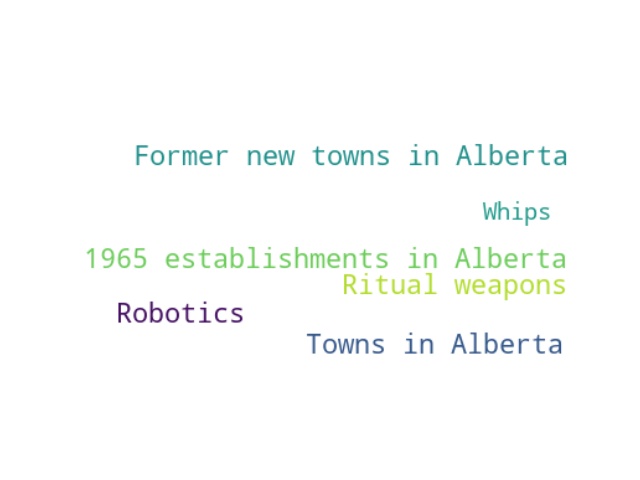 Former new towns in Alberta
Whips
1965 establishments in Alberta
Ritual weapons
Robotics
Towns in Alberta